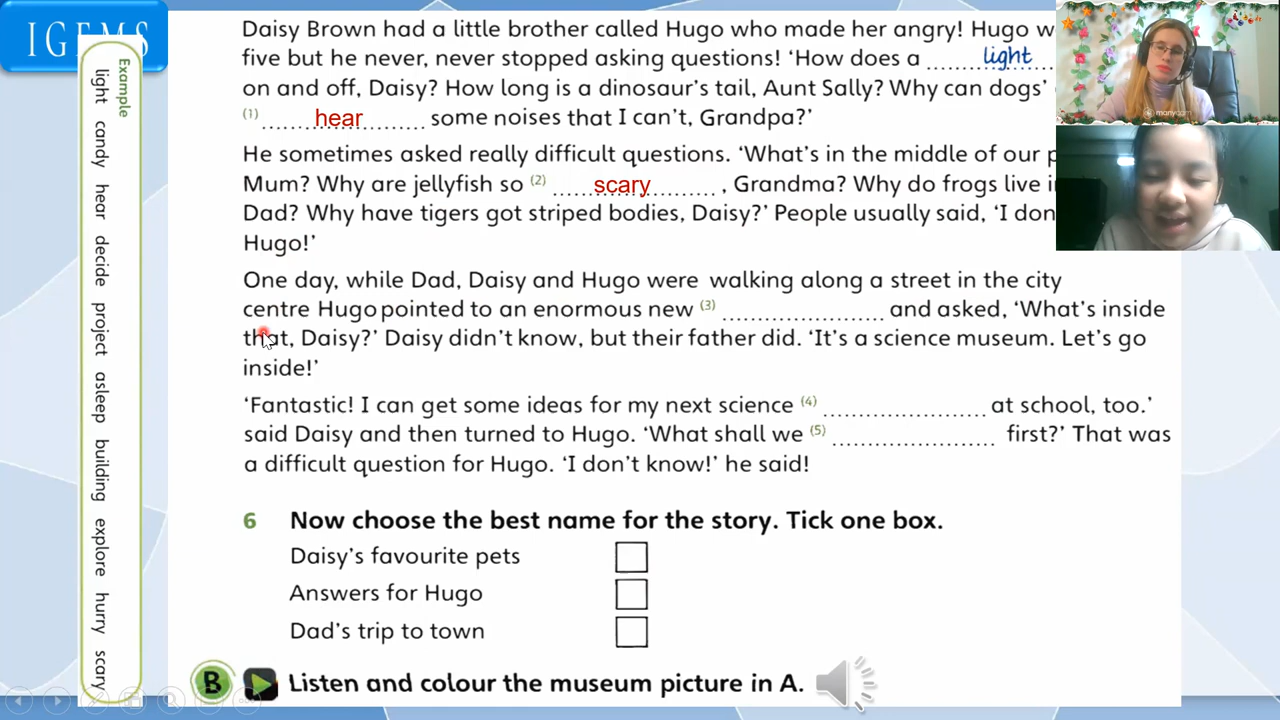 IGEMS
Example
light candy hear decide project asleep building explore hurry scary
Daisy Brown had a little brother called Hugo who made her angry! Hugo w
five but he never, never stopped asking questions! ‘How does a light
on and off, Daisy? How long is a dinosaur’s tail, Aunt Sally? Why can dogs’
(1) hear some noises that I can’t, Grandpa?’
He sometimes asked really difficult questions. ‘What’s in the middle of our p
Mum? Why are jellyfish so (2) scary , Grandma? Why do frogs live i
Dad? Why have tigers got striped bodies, Daisy?’ People usually said, ‘I don
Hugo!’
One day, while Dad, Daisy and Hugo were walking along a street in the city
centre Hugo pointed to an enormous new (3) .................... and asked, ‘What’s inside
that, Daisy?’ Daisy didn’t know, but their father did. ‘It’s a science museum. Let’s go
inside!’
‘Fantastic! I can get some ideas for my next science (4) .................... at school, too.’
said Daisy and then turned to Hugo. ‘What shall we (5) .................... first?’ That was
a difficult question for Hugo. ‘I don’t know!’ he said!
6 Now choose the best name for the story. Tick one box.
Daisy’s favourite pets
Answers for Hugo
Dad’s trip to town
B Listen and colour the museum picture in A.
manycam